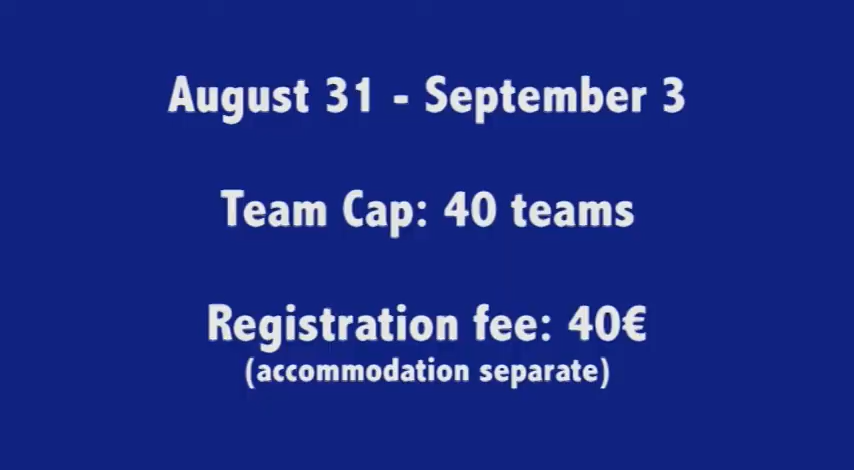 August 31 - September 3
Team Cap: 40 teams
Registration fee: 40€
(accommodation separate)